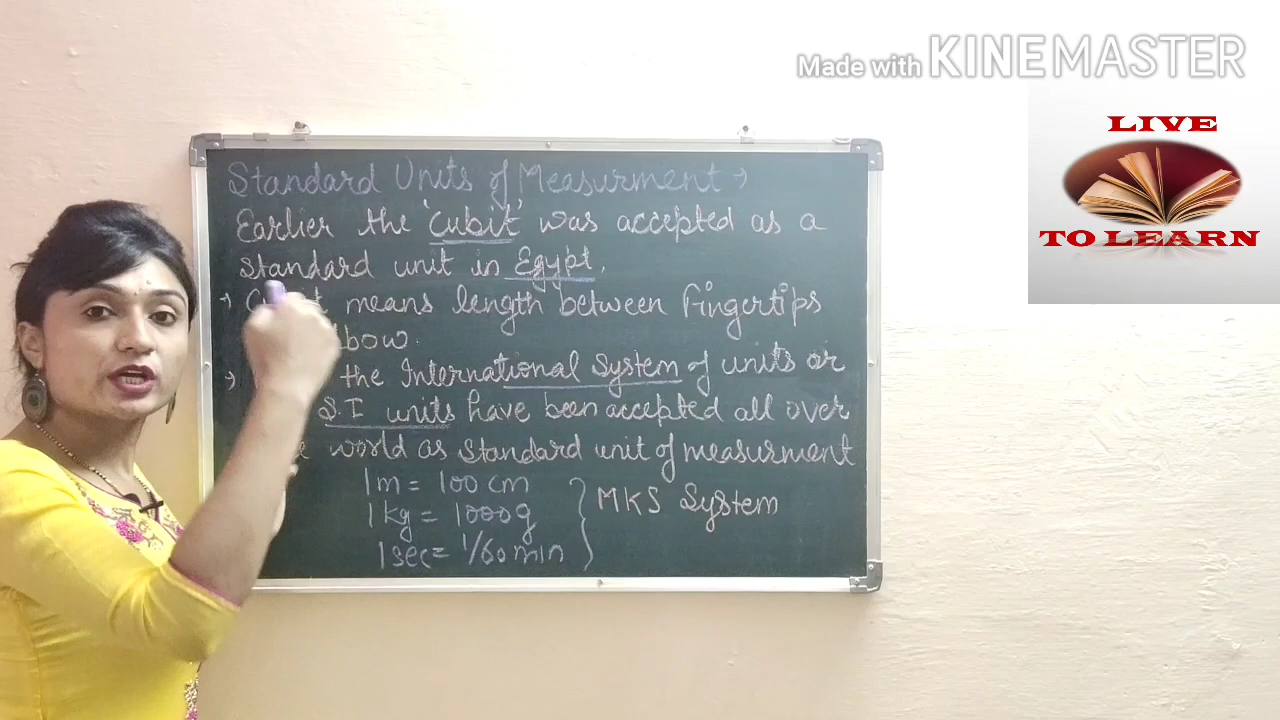 Made with KINEMASTER
LIVE
TO LEARN
Standard Units of Measurment →
Earlier the 'cubit' was accepted as a
standard unit in Egypt.
→ means length between Fingertips
bow.
→ the International System of units or
S.I units have been accepted all over
world as standard unit of measurment
1m = 100 cm
1kg = 1000g
1sec = 1/60 min
} MKS System